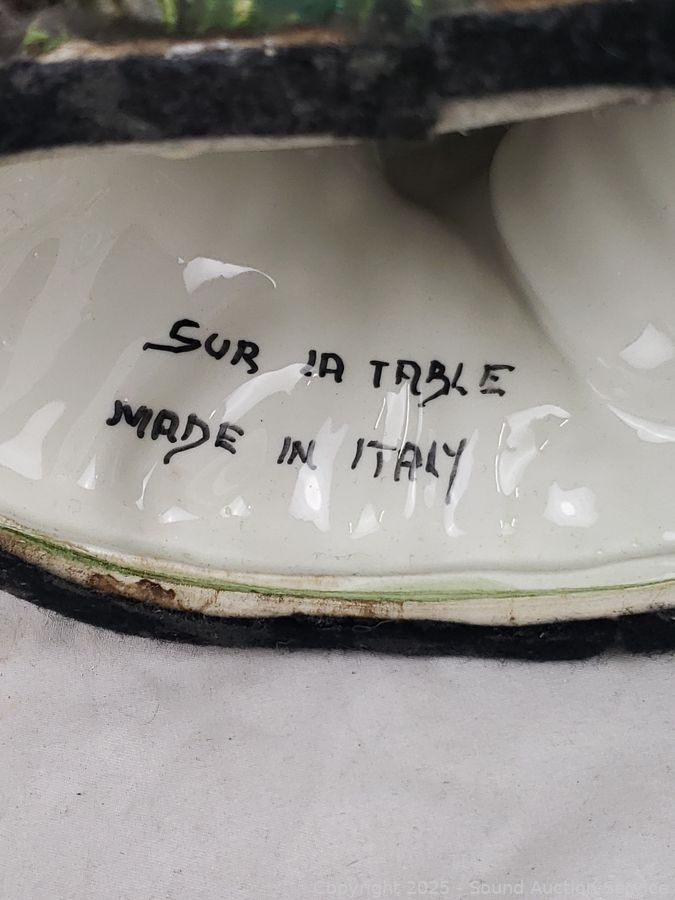 SUR LA TABLE
MADE IN ITALY
Copyright 2025 - Sound Auction Service